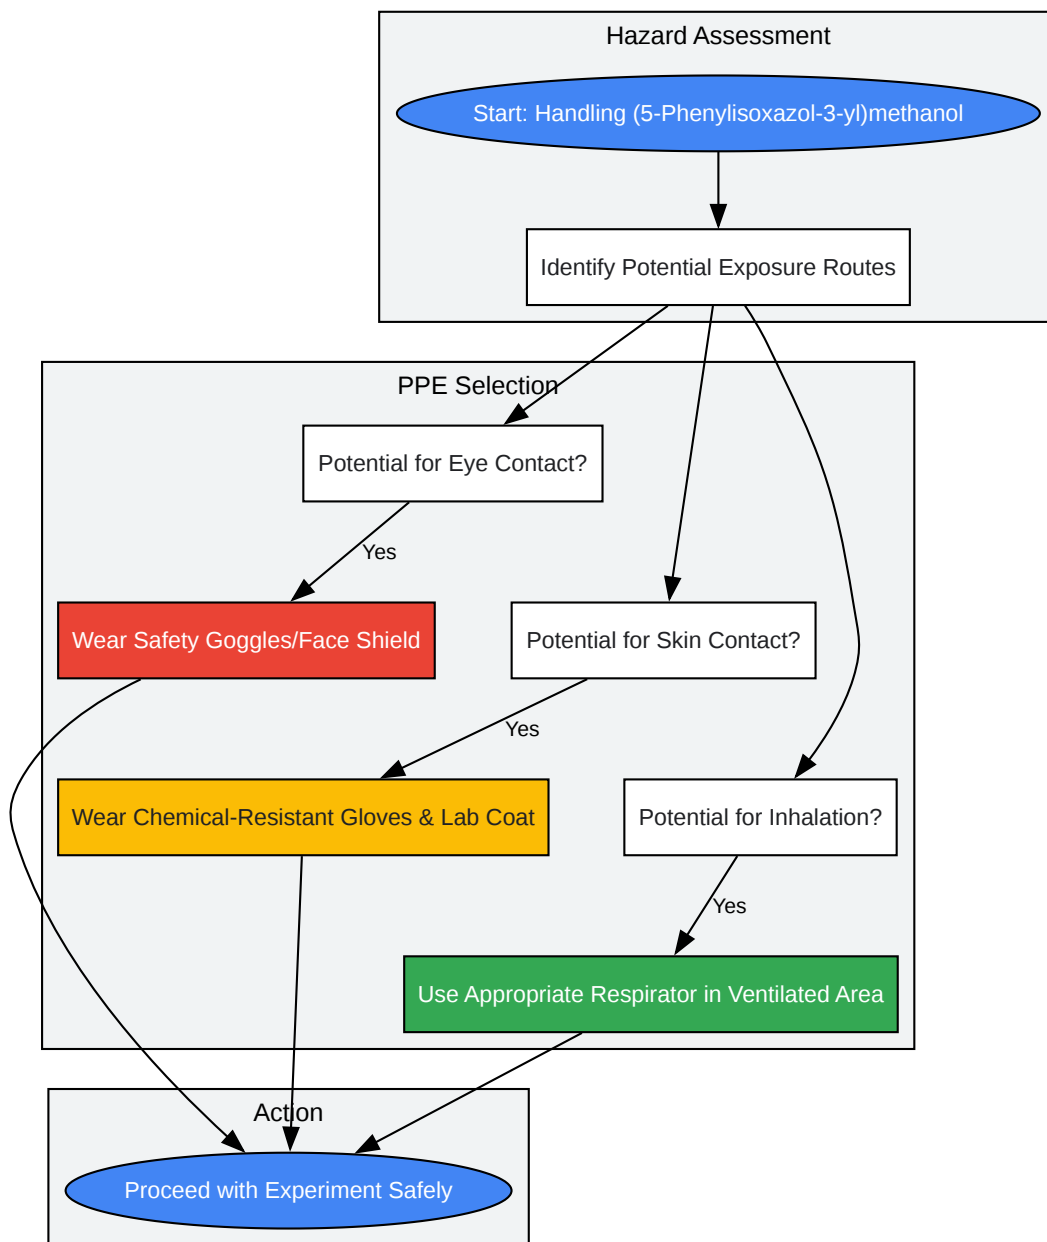 Hazard Assessment
Start: Handling (5-Phenylisoxazol-3-yl)methanol
Identify Potential Exposure Routes
PPE Selection
Potential for Eye Contact?
Yes
Wear Safety Goggles/Face Shield
Potential for Skin Contact?
Yes
Wear Chemical-Resistant Gloves & Lab Coat
Potential for Inhalation?
Yes
Use Appropriate Respirator in Ventilated Area
Action
Proceed with Experiment Safely